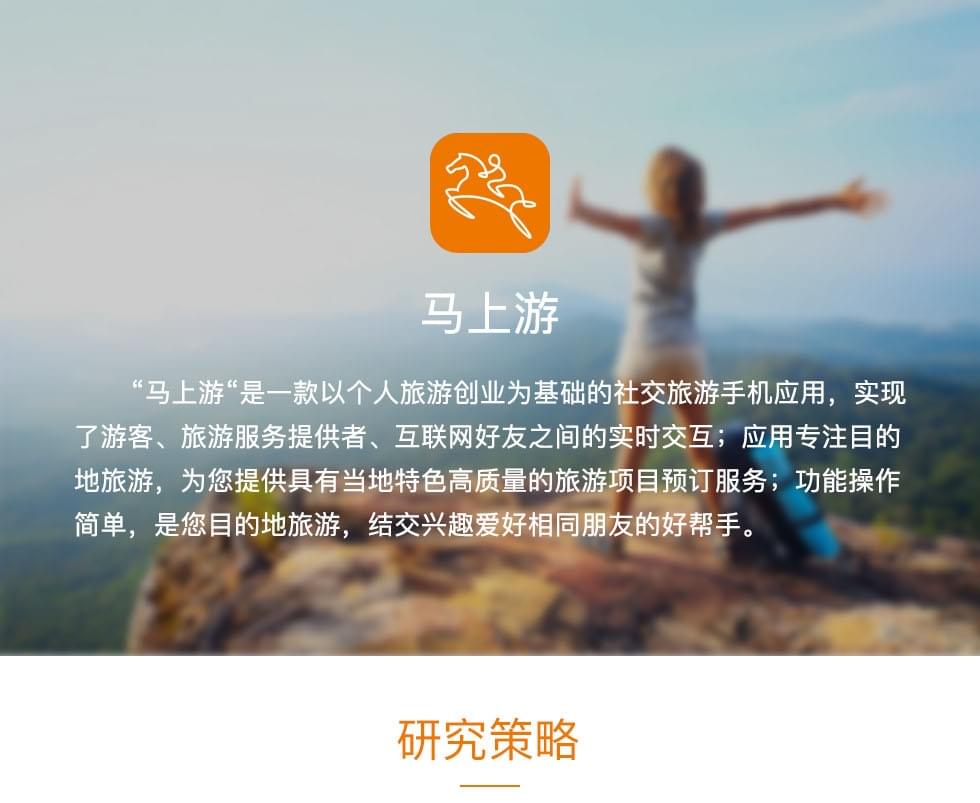 马上游
“马上游“是一款以个人旅游创业为基础的社交旅游手机应用，实现
了游客、旅游服务提供者、互联网好友之间的实时交互；应用专注目的
地旅游，为您提供具有当地特色高质量的旅游项目预订服务；功能操作
简单，是您目的地旅游，结交兴趣爱好相同朋友的好帮手。
研究策略